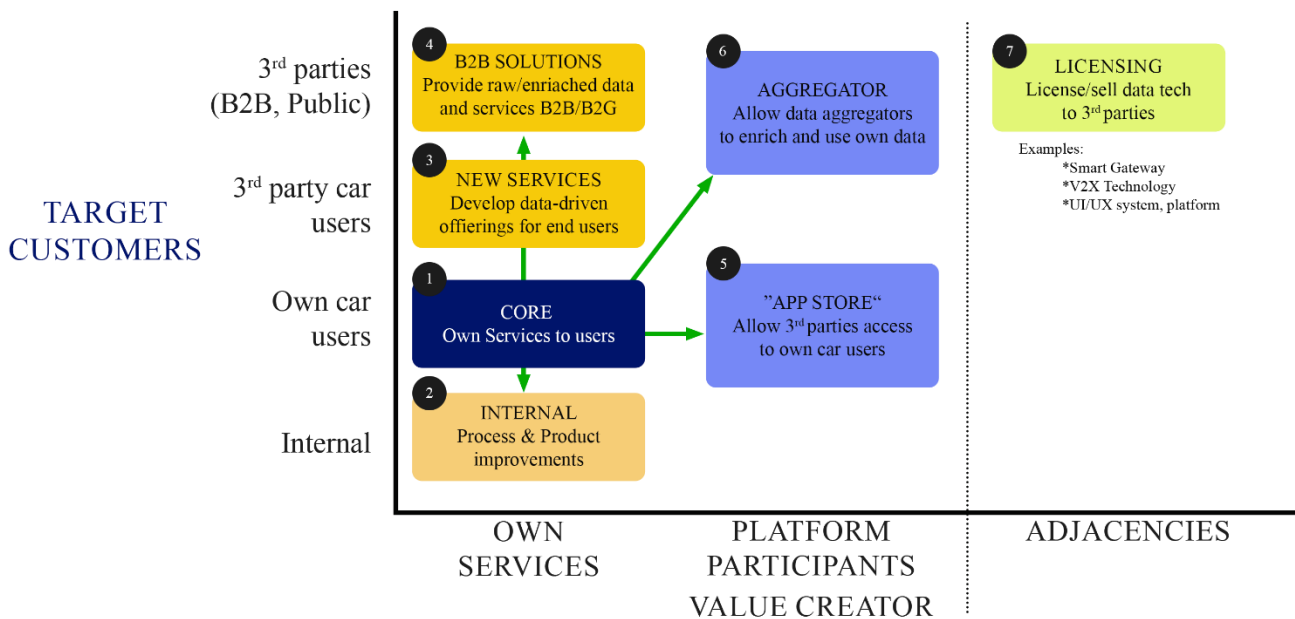 TARGET
CUSTOMERS
3rd parties
(B2B, Public)
3rd party car
users
Own car
users
Internal
4
B2B SOLUTIONS
Provide raw/enriached data
and services B2B/B2G
3
NEW SERVICES
Develop data-driven
offierings for end users
1
CORE
Own Services to users
2
INTERNAL
Process & Product
improvements
6
AGGREGATOR
Allow data aggregators
to enrich and use own data
5
”APP STORE“
Allow 3rd parties access
to own car users
7
LICENSING
License/sell data tech
to 3rd parties
Examples:
*Smart Gateway
*V2X Technology
*UI/UX system, platform
OWN
SERVICES
PLATFORM
PARTICIPANTS
VALUE CREATOR
ADJACENCIES